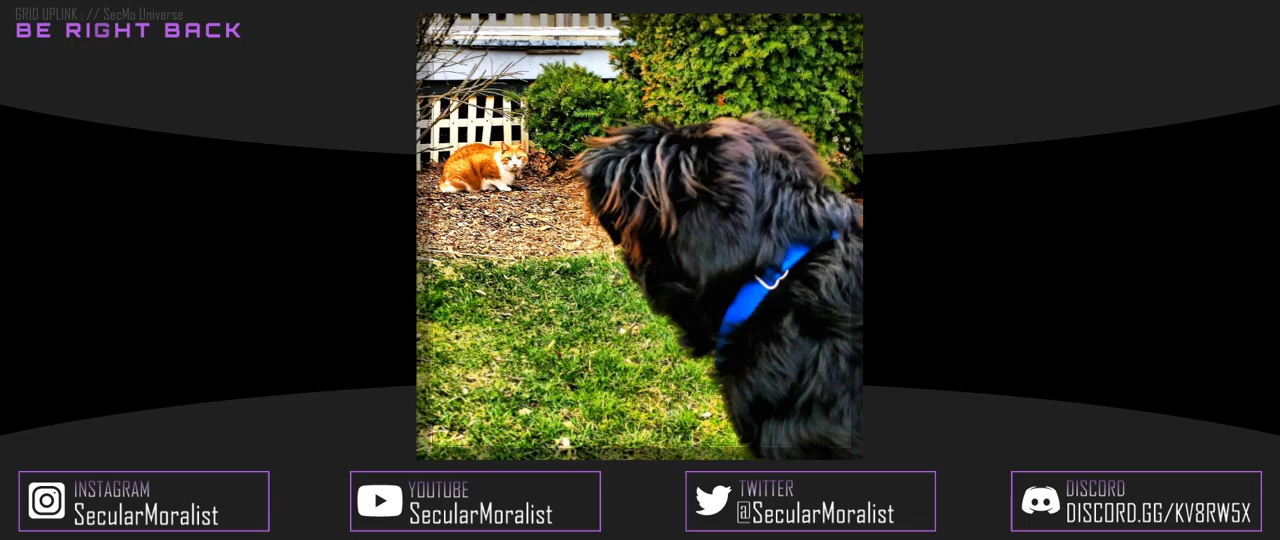 GRID UPLINK : // SecMo Universe
BE RIGHT BACK
INSTAGRAM
SecularMoralist
YOUTUBE
SecularMoralist
TWITTER
@SecularMoralist
DISCORD
DISCORD.GG/KV8RW5X